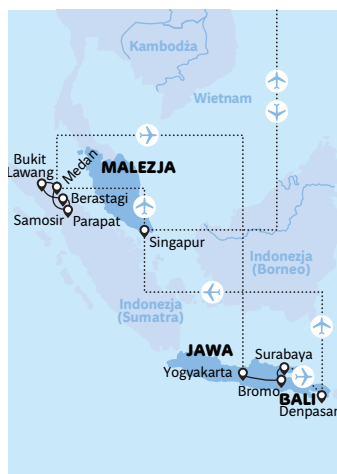 Kambodża
Wietnam
Bukit
Lawang
Medan
MALEZJA
Berastagi
Samosir
Parapat
Singapur
Indonezja
(Borneo)
Indonezja
(Sumatra)
JAWA
Surabaya
Yogyakarta
Bromo
BALI
Denpasar